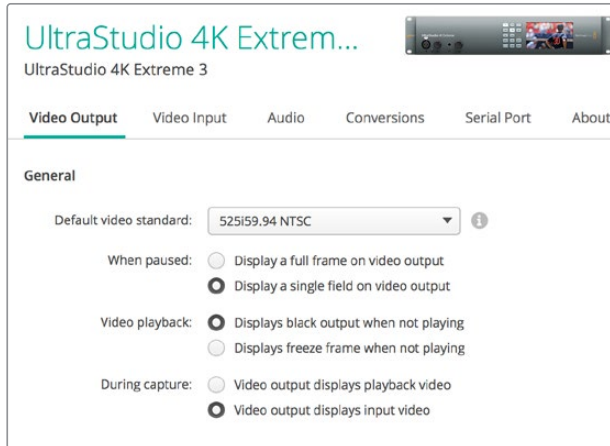 UltraStudio 4K Extrem...
UltraStudio 4K Extreme 3
Video Output Video Input Audio Conversions Serial Port About
General
Default video standard: 525i59.94 NTSC
When paused: Display a full frame on video output
Display a single field on video output
Video playback: Displays black output when not playing
Displays freeze frame when not playing
During capture: Video output displays playback video
Video output displays input video